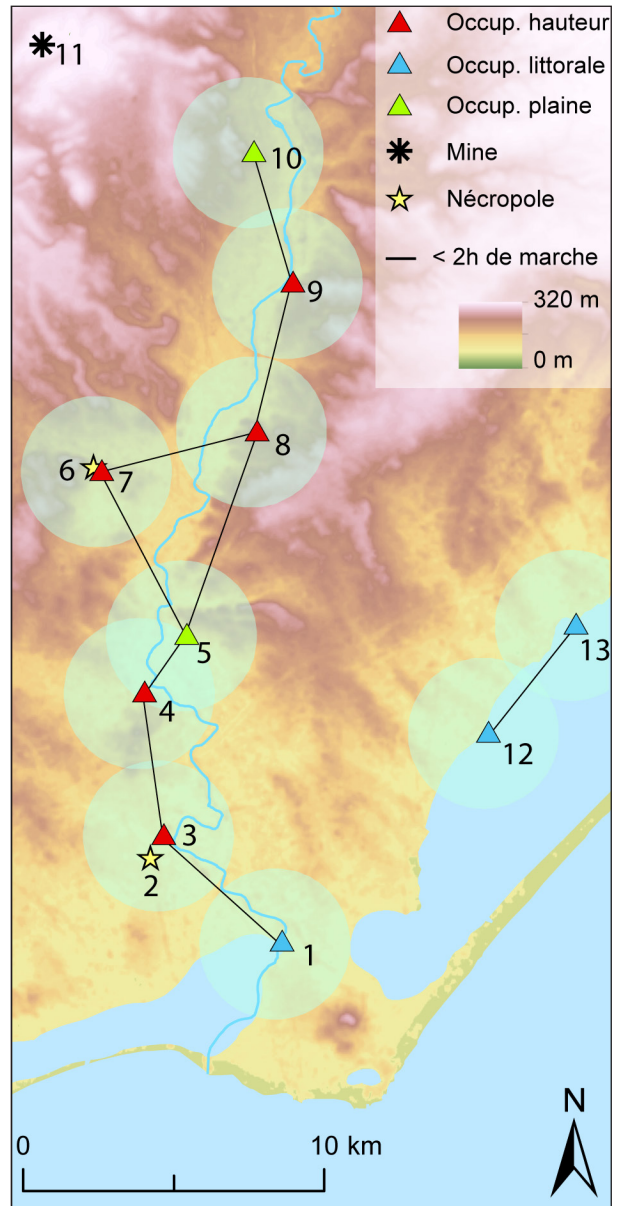 11
Occup. hauteur
Occup. littorale
Occup. plaine
Mine
Nécropole
< 2h de marche
320 m
0 m
10
9
8
6
7
5
13
4
12
3
2
1
N
0
10 km